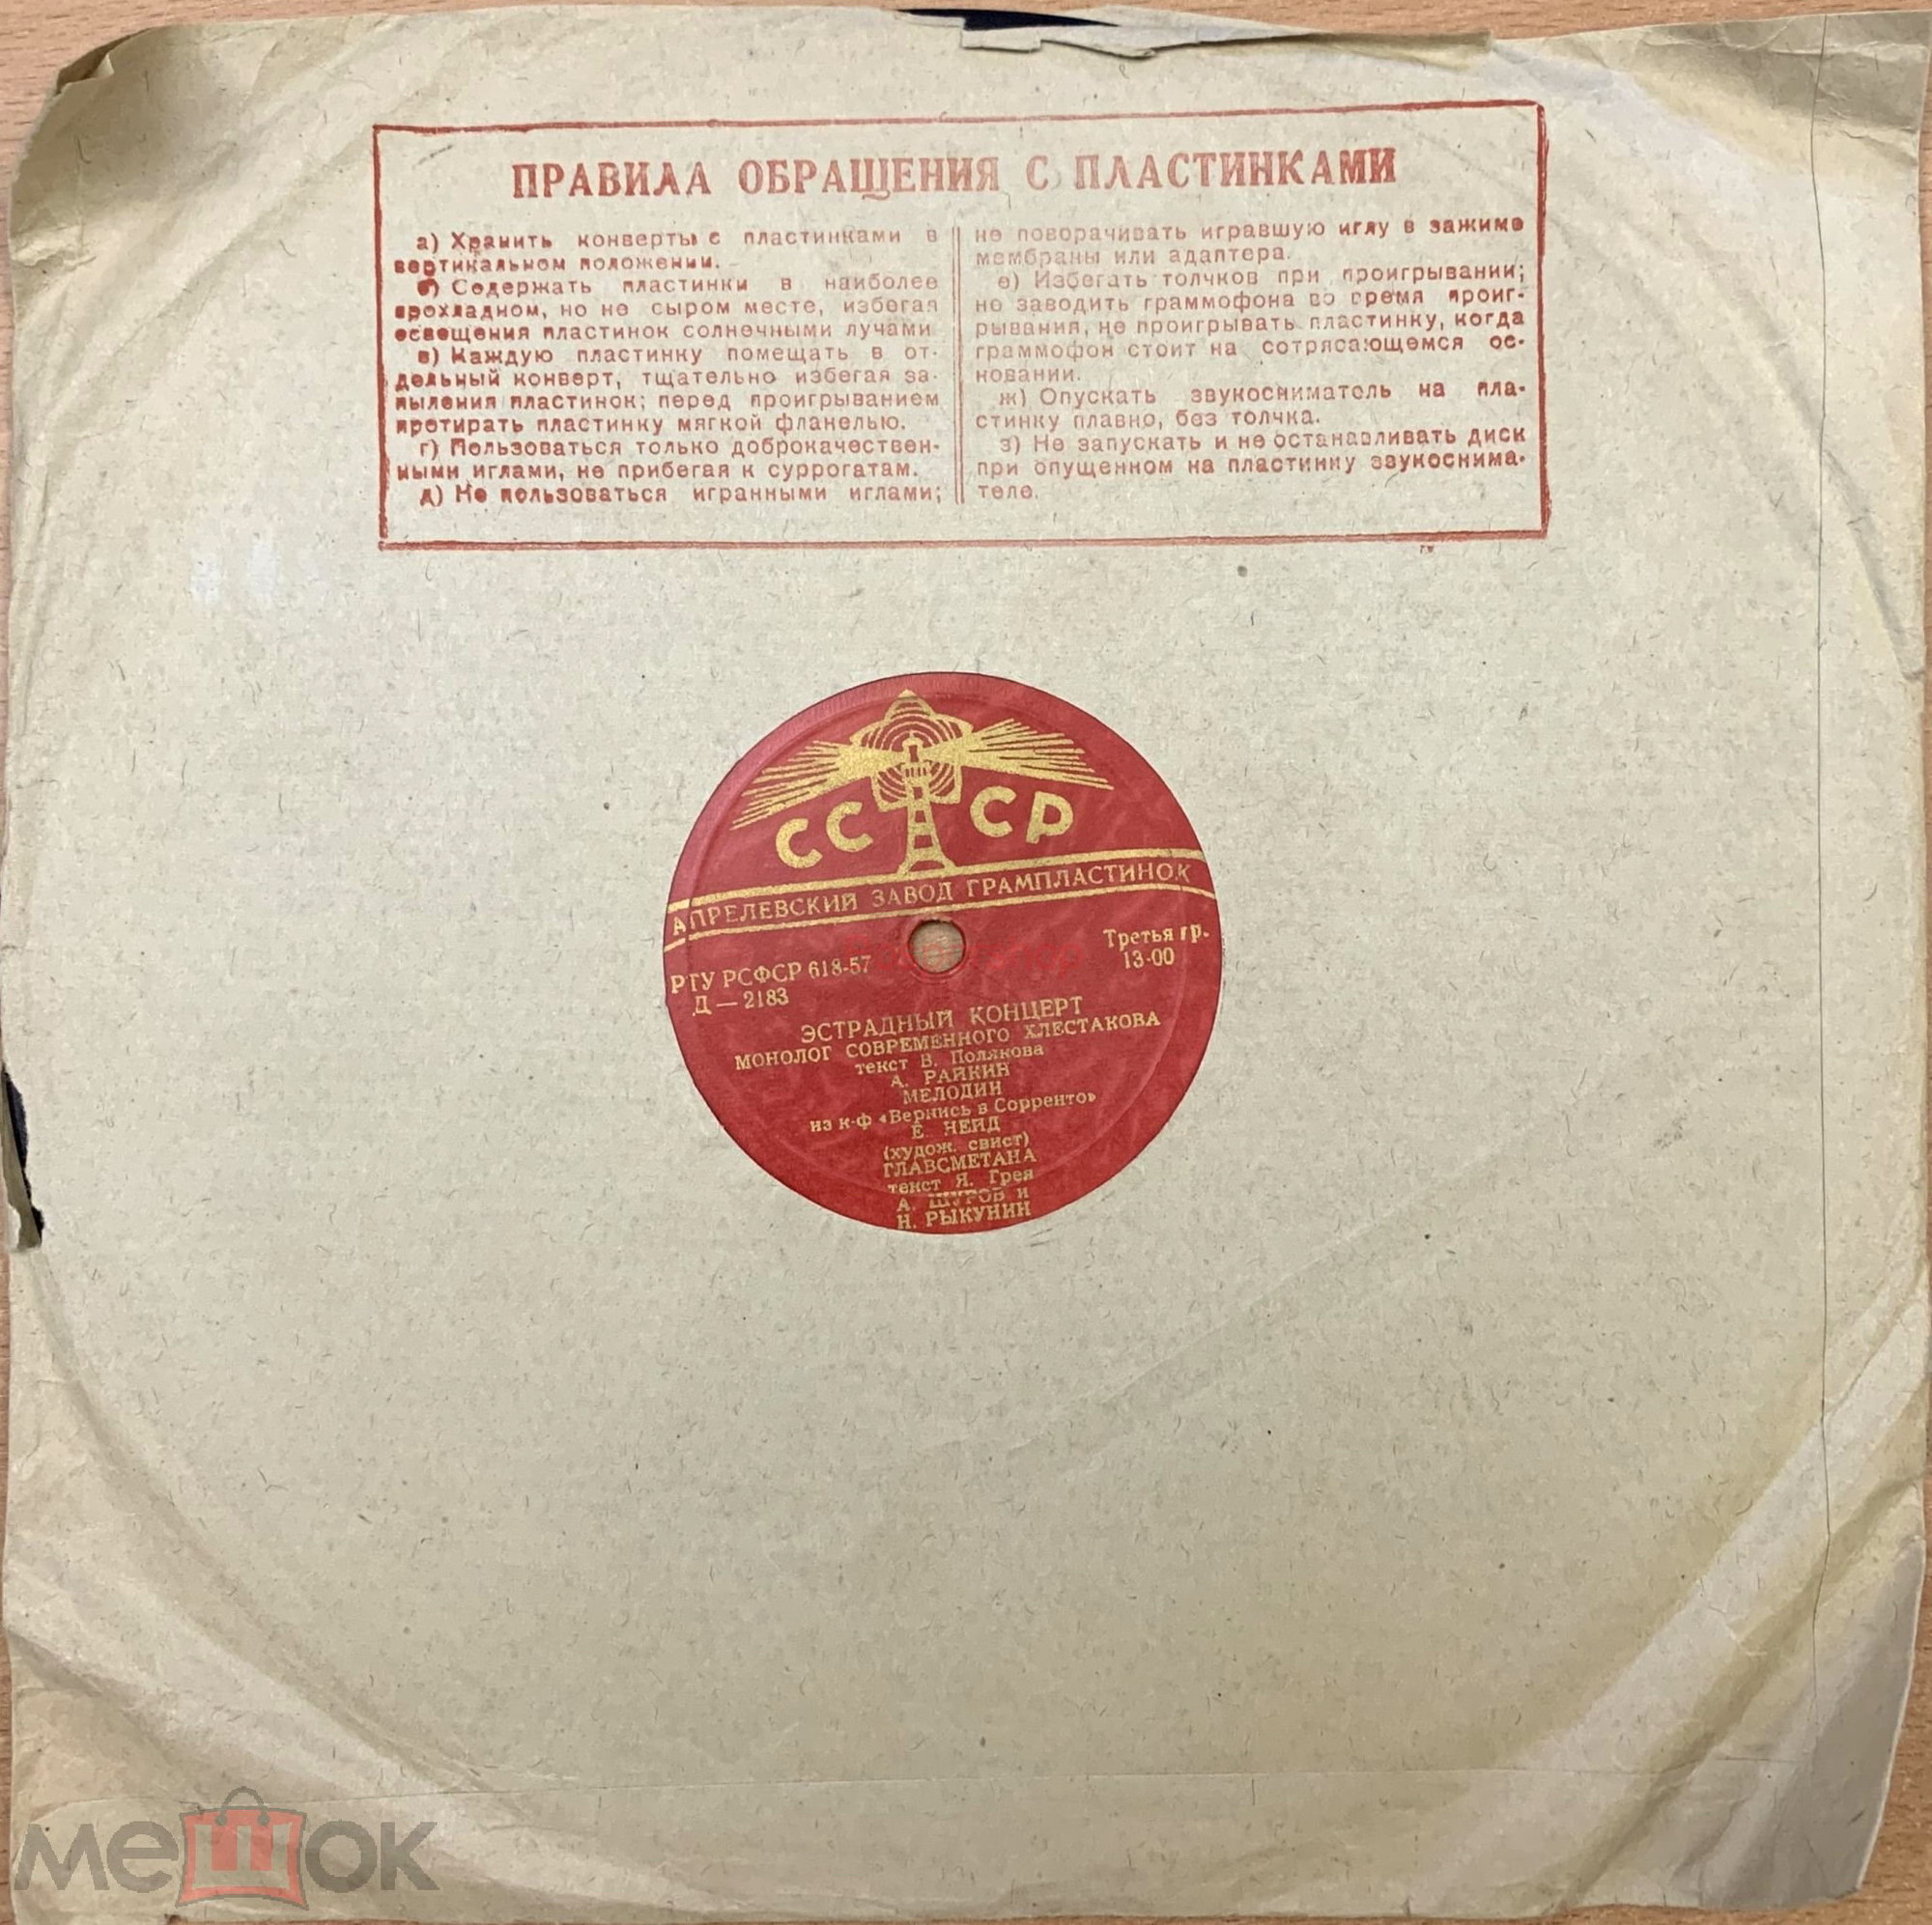 ПРАВИЛА ОБРАЩЕНИЯ С ПЛАСТИНКАМИ
а) Хранить конверты с пластинками в
вертикальном положении.
б) Содержать пластинки в наиболее
прохладном, но не сыром месте, избегая
освещения пластинок солнечными лучами
в) Каждую пластинку помещать в от-
дельный конверт, тщательно избегая за-
пыления пластинок; перед проигрыванием
протирать пластинку мягкой фланелью.
г) Пользоваться только доброкачествен-
ными иглами, не прибегая к суррогатам.
д) Не пользоваться игранными иглами;
не поворачивать игравшую иглу в зажиме
мембраны или адаптера.
е) Избегать толчков при проигрывании;
не заводить граммофона во время проиг-
рывания, не проигрывать пластинку, когда
граммофон стоит на сотрясающемся ос-
новании.
ж) Опускать звукосниматель на пла-
стинку плавно, без толчка.
з) Не запускать и не останавливать диск
при опущенном на пластинку звукоснима-
теле.
СССР
АПРЕЛЕВСКИЙ ЗАВОД ГРАМПЛАСТИНОК
РТУ РСФСР 618-57
Д — 2183
Третья гр.
13-00
ЭСТРАДНЫЙ КОНЦЕРТ
МОНОЛОГ СОВРЕМЕННОГО ХЛЕСТАКОВА
текст В. Полякова
А. РАЙКИН
МЕЛОДИИ
из к-ф «Вернись в Сорренто»
Е. НЕЙД
(худож. свист)
ГЛАВСМЕТАНА
текст Я. Грея
А. ШУРОВ и
Н. РЫКУНИН
мешок